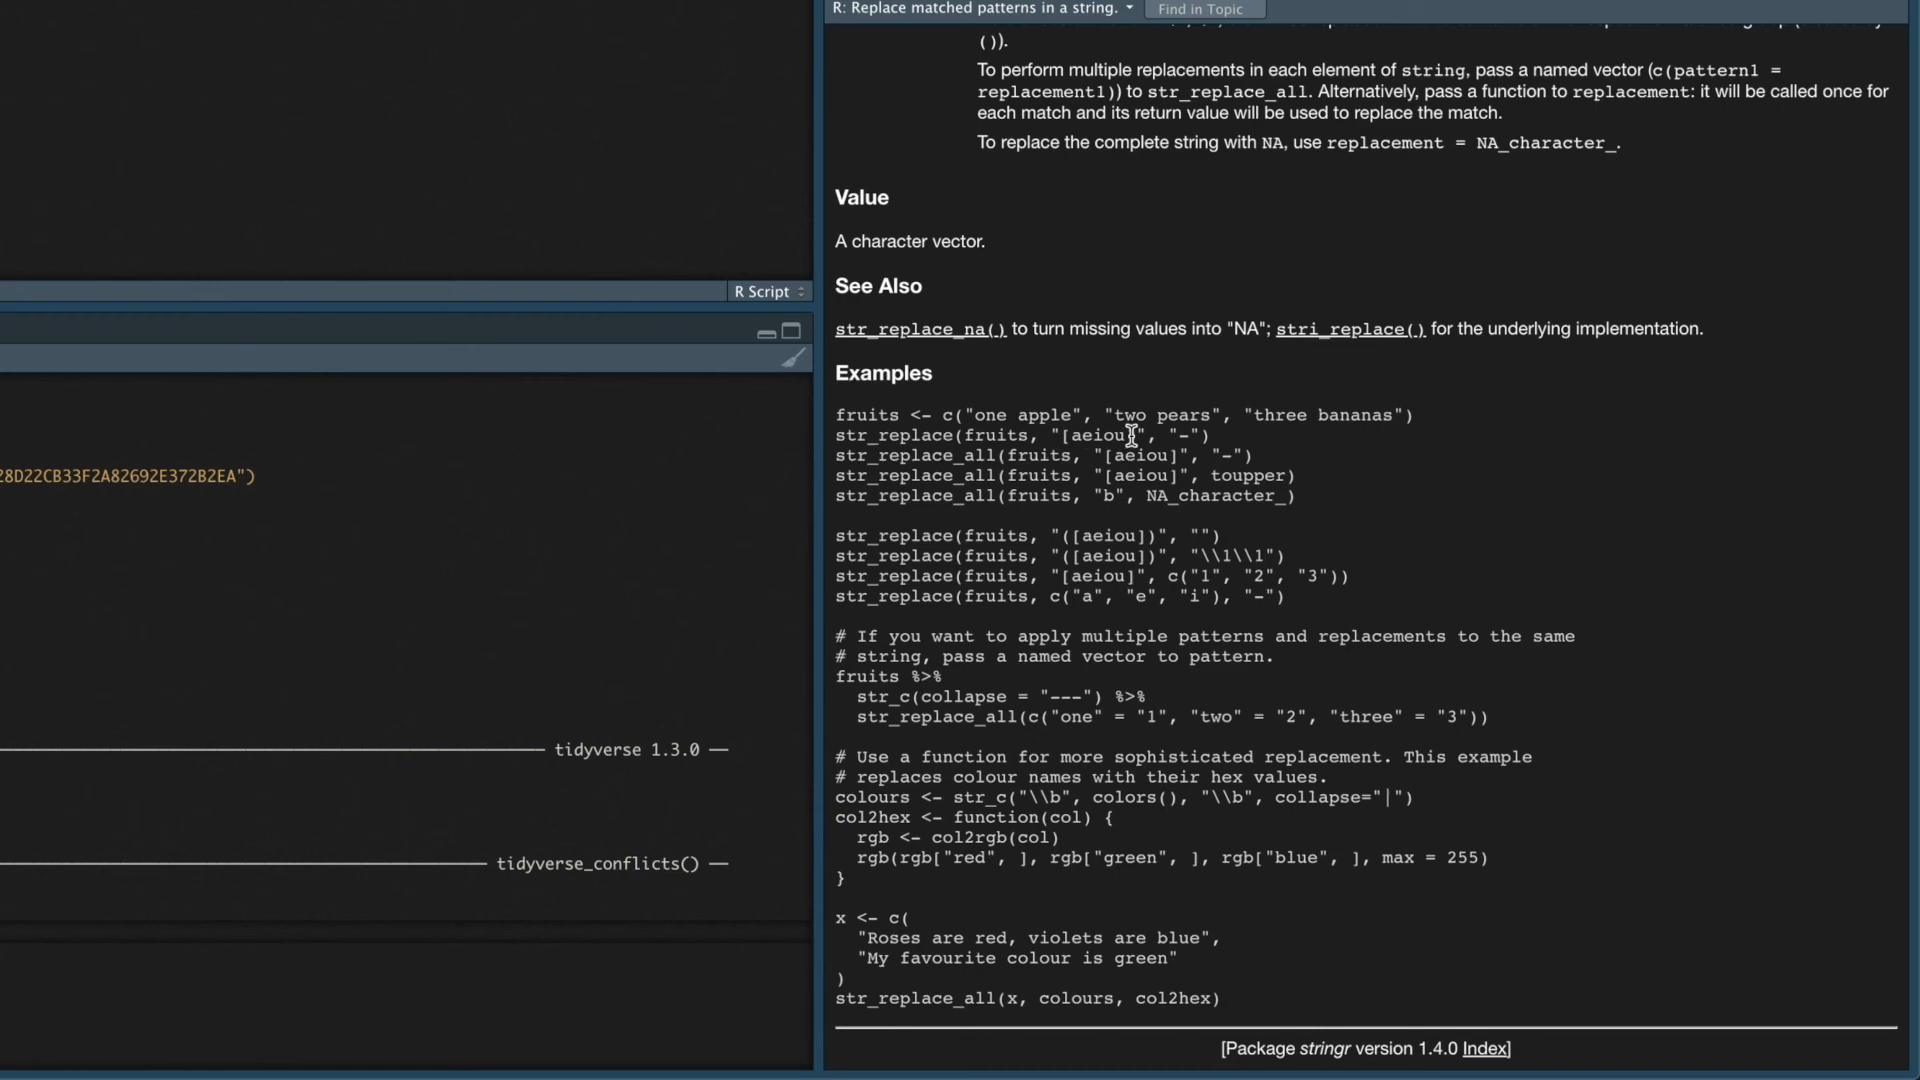 R: Replace matched patterns in a string.
Find in Topic
()).
To perform multiple replacements in each element of string, pass a named vector (c(pattern1 =
replacement1)) to str_replace_all. Alternatively, pass a function to replacement: it will be called once for
each match and its return value will be used to replace the match.
To replace the complete string with NA, use replacement = NA_character_.
Value
A character vector.
See Also
str_replace_na() to turn missing values into "NA"; stri_replace() for the underlying implementation.
Examples
fruits <- c("one apple", "two pears", "three bananas")
str_replace(fruits, "[aeiou]", "-")
str_replace_all(fruits, "[aeiou]", "-")
str_replace_all(fruits, "[aeiou]", toupper)
str_replace_all(fruits, "b", NA_character_)
str_replace(fruits, "([aeiou])", "")
str_replace(fruits, "([aeiou])", "\\1\\1")
str_replace(fruits, "[aeiou]", c("1", "2", "3"))
str_replace(fruits, c("a", "e", "i"), "-")
# If you want to apply multiple patterns and replacements to the same
# string, pass a named vector to pattern.
fruits %>%
  str_c(collapse = "---") %>%
  str_replace_all(c("one" = "1", "two" = "2", "three" = "3"))
# Use a function for more sophisticated replacement. This example
# replaces colour names with their hex values.
colours <- str_c("\\b", colors(), "\\b", collapse="|")
col2hex <- function(col) {
  rgb <- col2rgb(col)
  rgb(rgb["red", ], rgb["green", ], rgb["blue", ], max = 255)
}
x <- c(
  "Roses are red, violets are blue",
  "My favourite colour is green"
)
str_replace_all(x, colours, col2hex)
[Package stringr version 1.4.0 Index]
R Script
28D22CB33F2A82692E372B2EA")
tidyverse 1.3.0
tidyverse_conflicts()